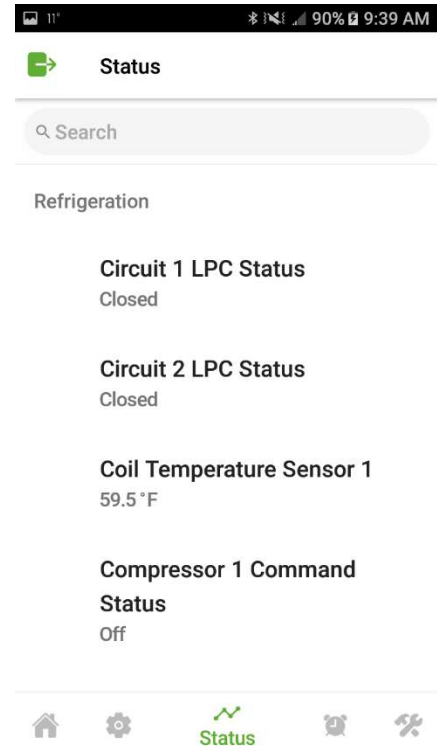 11° 90% 9:39 AM
Status
Search
Refrigeration
Circuit 1 LPC Status
Closed
Circuit 2 LPC Status
Closed
Coil Temperature Sensor 1
59.5 °F
Compressor 1 Command
Status
Off
Status